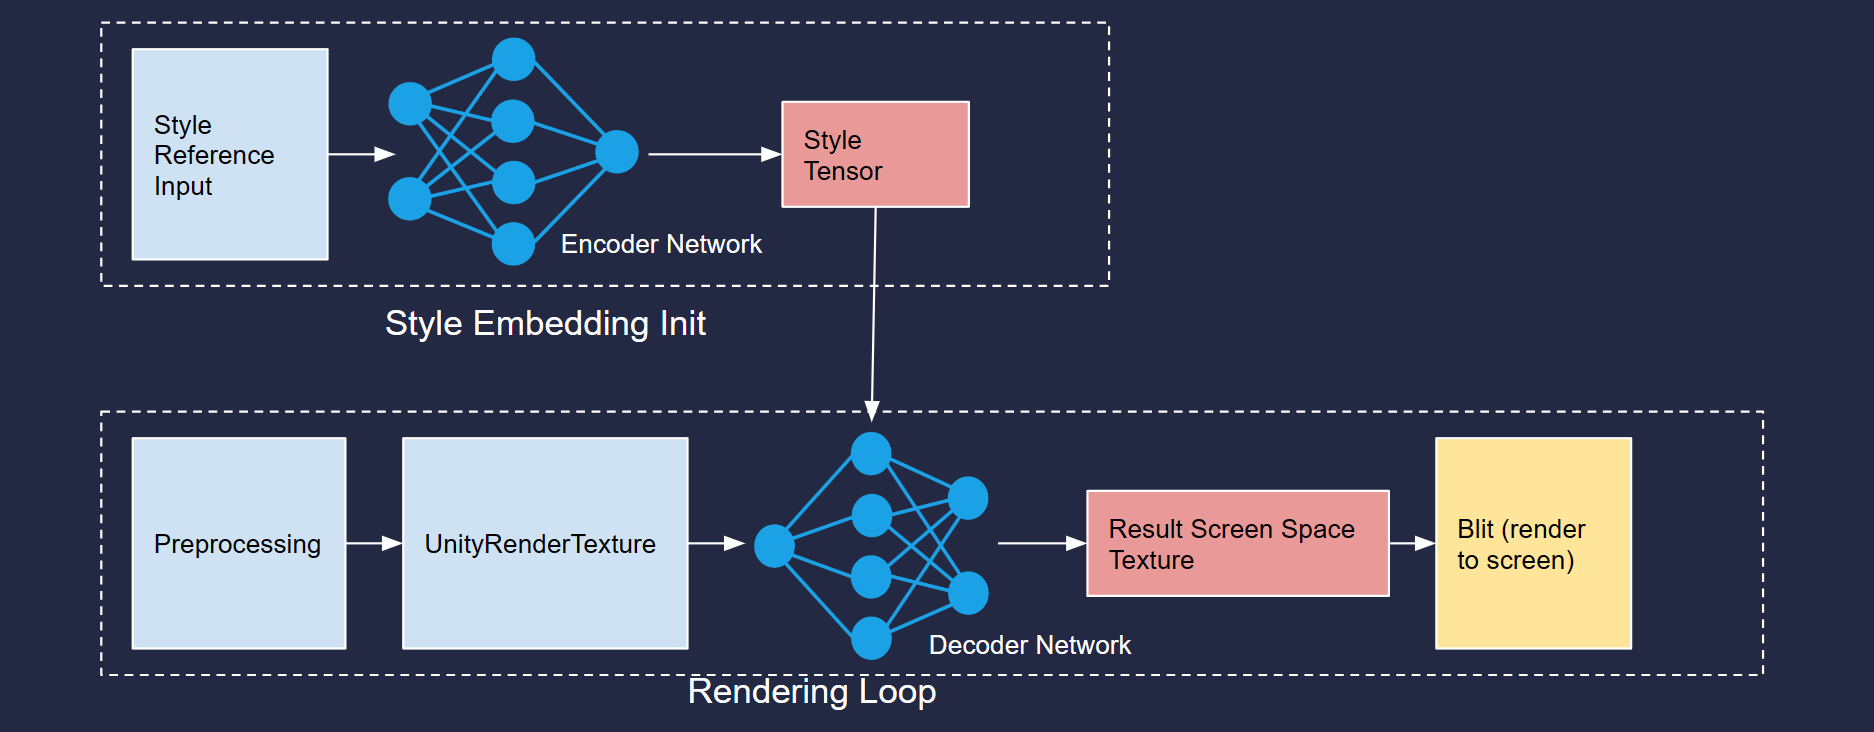 Style
Reference
Input
Encoder Network
Style
Tensor
Style Embedding Init
Preprocessing
UnityRenderTexture
Decoder Network
Result Screen Space
Texture
Blit (render
to screen)
Rendering Loop